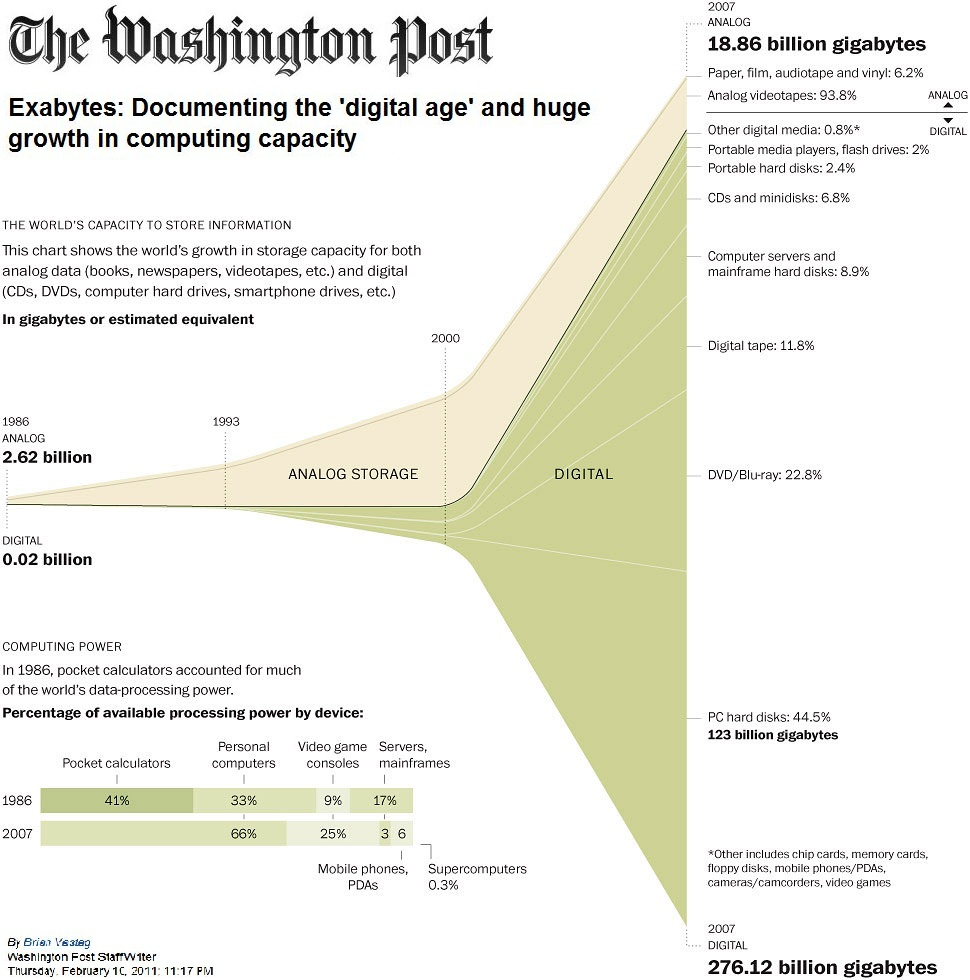 The Washington Post
Exabytes: Documenting the 'digital age' and huge
growth in computing capacity
THE WORLD'S CAPACITY TO STORE INFORMATION
This chart shows the world's growth in storage capacity for both
analog data (books, newspapers, videotapes, etc.) and digital
(CDs, DVDs, computer hard drives, smartphone drives, etc.)
In gigabytes or estimated equivalent
1986
ANALOG
2.62 billion
DIGITAL
0.02 billion
1993
2000
ANALOG STORAGE
DIGITAL
2007
ANALOG
18.86 billion gigabytes
Paper, film, audiotape and vinyl: 6.2%
Analog videotapes: 93.8%
ANALOG
DIGITAL
Other digital media: 0.8%*
Portable media players, flash drives: 2%
Portable hard disks: 2.4%
CDs and minidisks: 6.8%
Computer servers and
mainframe hard disks: 8.9%
Digital tape: 11.8%
DVD/Blu-ray: 22.8%
PC hard disks: 44.5%
123 billion gigabytes
*Other includes chip cards, memory cards,
floppy disks, mobile phones/PDAs,
cameras/camcorders, video games
2007
DIGITAL
276.12 billion gigabytes
COMPUTING POWER
In 1986, pocket calculators accounted for much
of the world's data-processing power.
Percentage of available processing power by device:
Pocket calculators
Personal
computers
Video game
consoles
Servers,
mainframes
1986 41% 33% 9% 17%
2007 66% 25% 3 6
Mobile phones,
PDAs
Supercomputers
0.3%
By Brian Vastag
Washington Post Staff Writer
Thursday, February 10, 2011; 11:17 PM